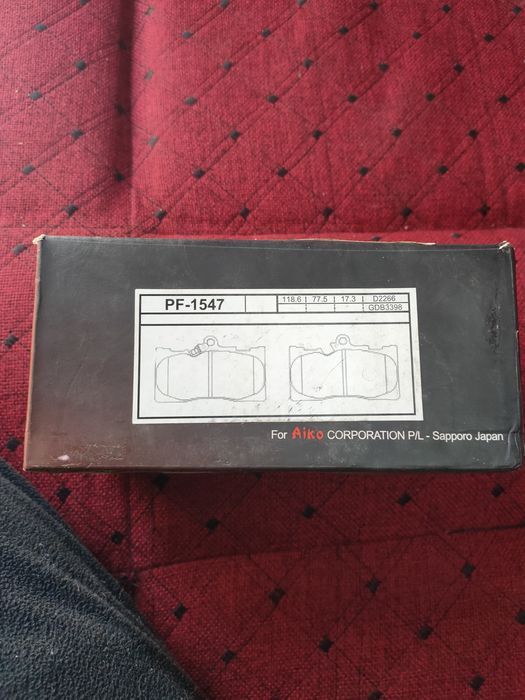 PF-1547 118.6 77.5 17.3 D2266
GDB3398
For Aiko CORPORATION P/L - Sapporo Japan